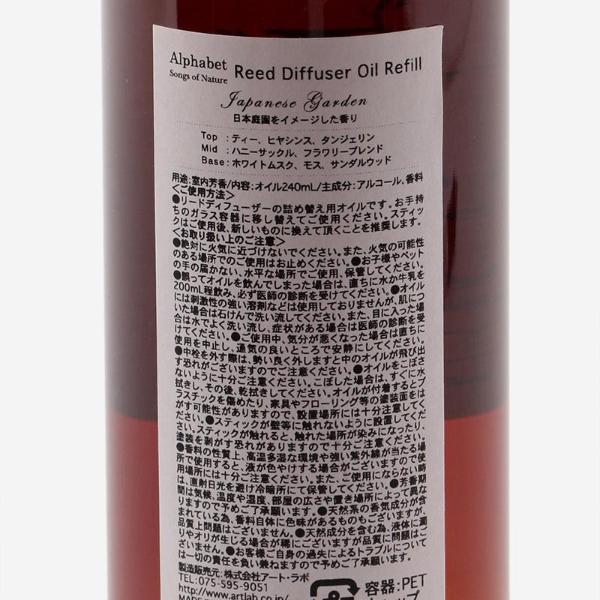 Alphabet
Songs of Nature
Reed Diffuser Oil Refill
Japanese Garden
日本庭園をイメージした香り
Top : ティー、ヒヤシンス、タンジェリン
Mid : ハニーサックル、フラワリーブレンド
Base : ホワイトムスク、モス、サンダルウッド
用途:室内芳香/内容:オイル240mL/主成分:アルコール、香料
<ご使用方法>
●リードディフューザーの詰め替え用オイルです。お手持
ちのガラス容器に移し替えてご使用ください。スティッ
クはご使用後、新しいものに換えて頂くことを推奨します。
<お取り扱い上のご注意>
●絶対に火気に近づけないでください。また、火気の可能性
のある場所でのご使用はお止めください。●お子様やペット
の手の届かない、水平な場所でご使用、保管してください。
●誤ってオイルを飲んでしまった場合は、直ちに水か牛乳を
200mL程飲み、必ず医師の診断を受けてください。●オイル
には刺激性の強い溶剤などは使用しておりませんが、肌につ
いた場合は石けんで洗い流してください。また、目に入った場
合は水でよく洗い流し、症状がある場合は医師の診断を受
けてください。●ご使用中、気分が悪くなった場合は直ちに
使用を中止し、通気の良いところで安静にしてください。
●中栓を外す際は、勢い良く外しますと中のオイルが飛び出
す恐れがございますのでご注意ください。●オイルをこぼさ
ないように十分ご注意ください。こぼした場合は、すぐに水
拭きし、その後、乾拭きしてください。オイルが付着するとプ
ラスチックを傷めたり、家具やフローリング等の塗装面をは
がす可能性がありますので、設置場所には十分注意してく
ださい。●スティックが壁等に触れないように設置してくだ
さい。スティックが触れると、触れた場所が染みになったり、
塗装を剥がす恐れがありますのでご注意ください。
●香料の性質上、高温多湿な環境や強い紫外線が当たる場
所で使用すると、液が色やけする場合がございますので使
用場所には十分ご注意ください。また、ご使用にならない時
は、直射日光を避け冷暗所にて保管してください。●芳香期
間は気候、温度や湿度、部屋の広さや置き場所によって異な
りますので予めご了承願います。●天然系の香気成分が含
まれている為、香料自体に色味があるものもございますが、
品質上問題はございません。●天然成分を含む為、液体に濁
りやオリが生じる場合が稀にございますが品質に問題はご
ざいません。●お客様ご自身の過失によるトラブルについて
は一切の責任を負い兼ねますので予めご了承願います。
製造販売元:株式会社アート・ラボ
TEL:075-595-9051
http://www.artlab.co.jp/
容器:PET